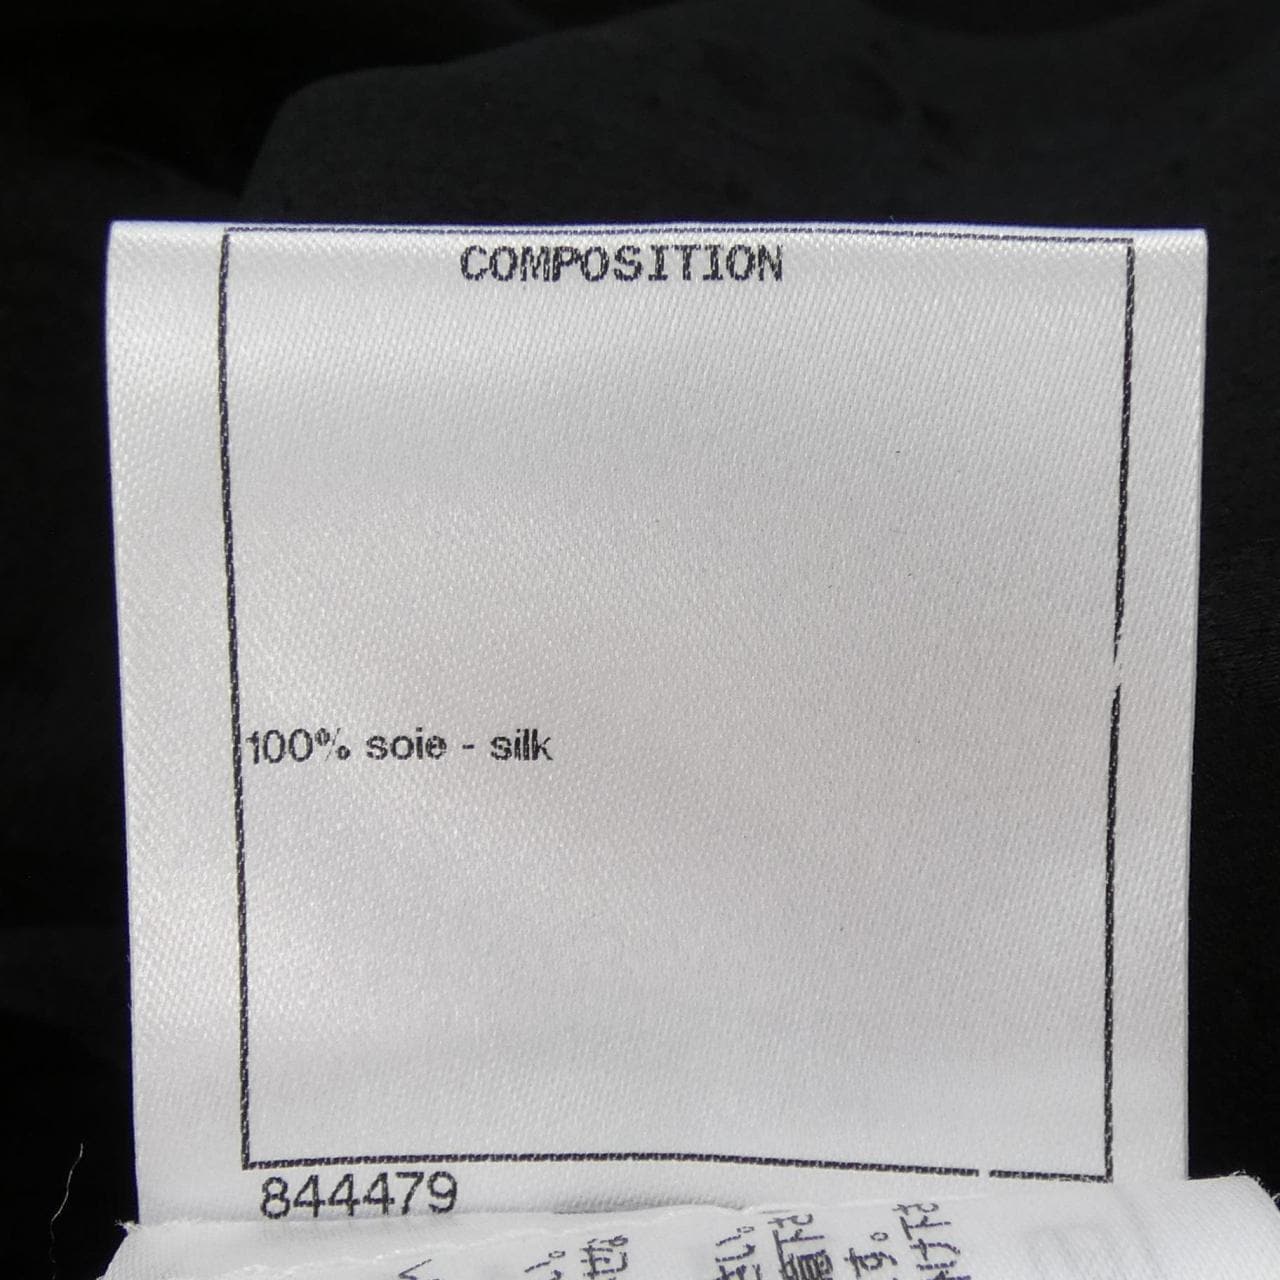 COMPOSITION
100% soie - silk
844479